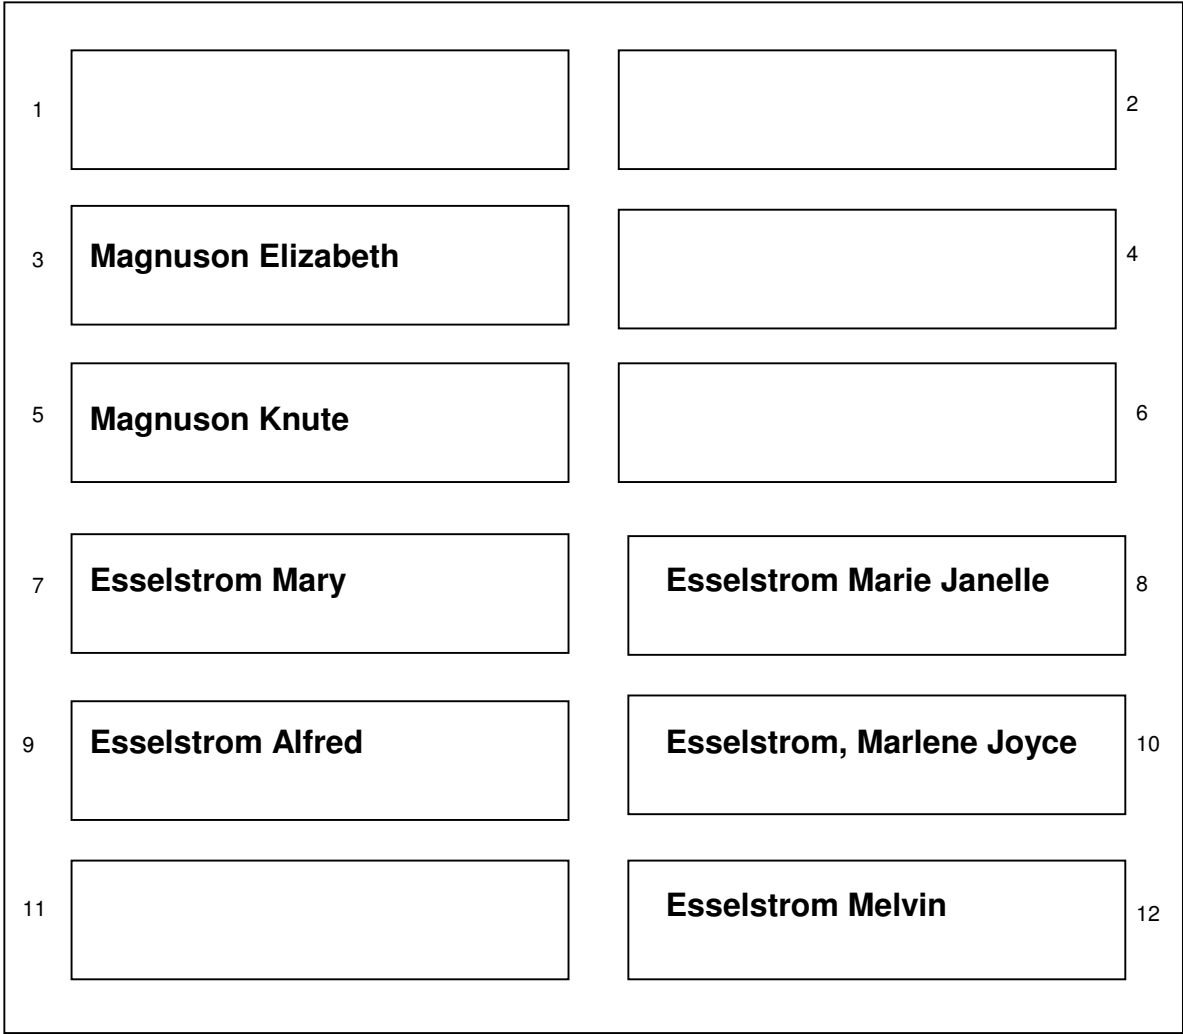 1 2
3 Magnuson Elizabeth 4
5 Magnuson Knute 6
7 Esselstrom Mary Esselstrom Marie Janelle 8
9 Esselstrom Alfred Esselstrom, Marlene Joyce 10
11 Esselstrom Melvin 12